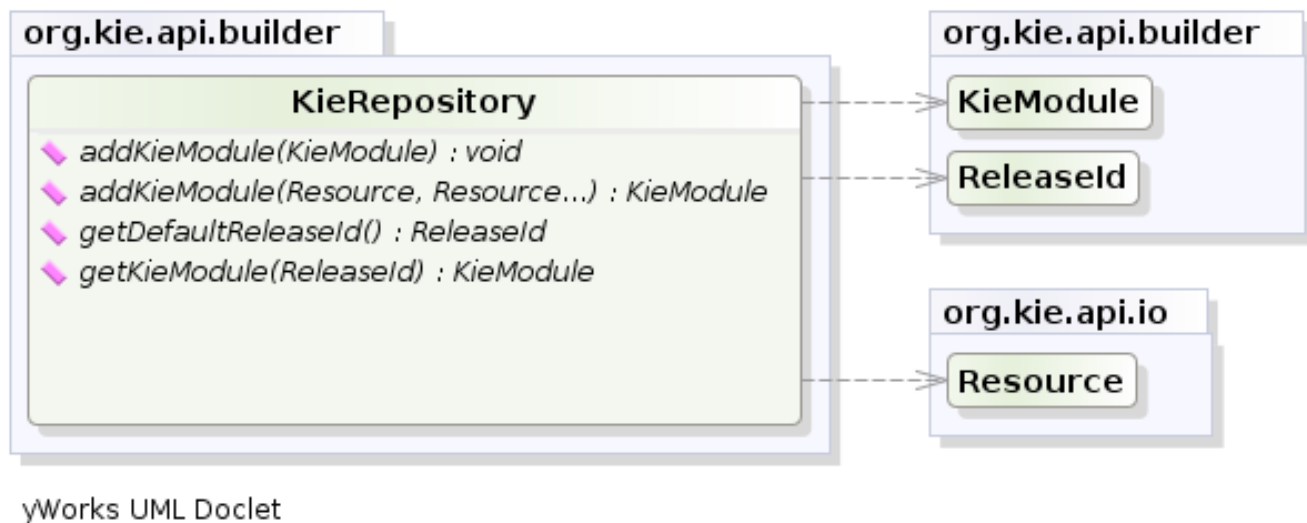 org.kie.api.builder
KieRepository
addKieModule(KieModule) : void
addKieModule(Resource, Resource...) : KieModule
getDefaultReleaseId() : ReleaseId
getKieModule(ReleaseId) : KieModule
org.kie.api.builder
KieModule
ReleaseId
org.kie.api.io
Resource
yWorks UML Doclet